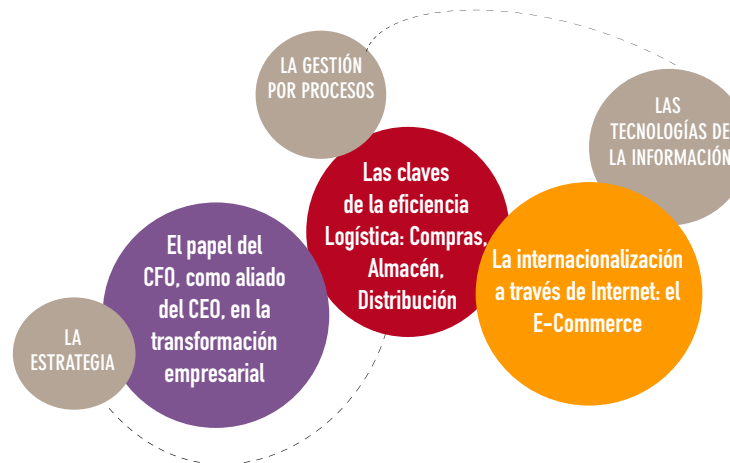 LA GESTIÓN
POR PROCESOS
LAS
TECNOLOGÍAS DE
LA INFORMACIÓN
Las claves
de la eficiencia
Logística: Compras,
Almacén,
Distribución
El papel del
CFO, como aliado
del CEO, en la
transformación
empresarial
La internacionalización
a través de Internet: el
E-Commerce
LA
ESTRATEGIA